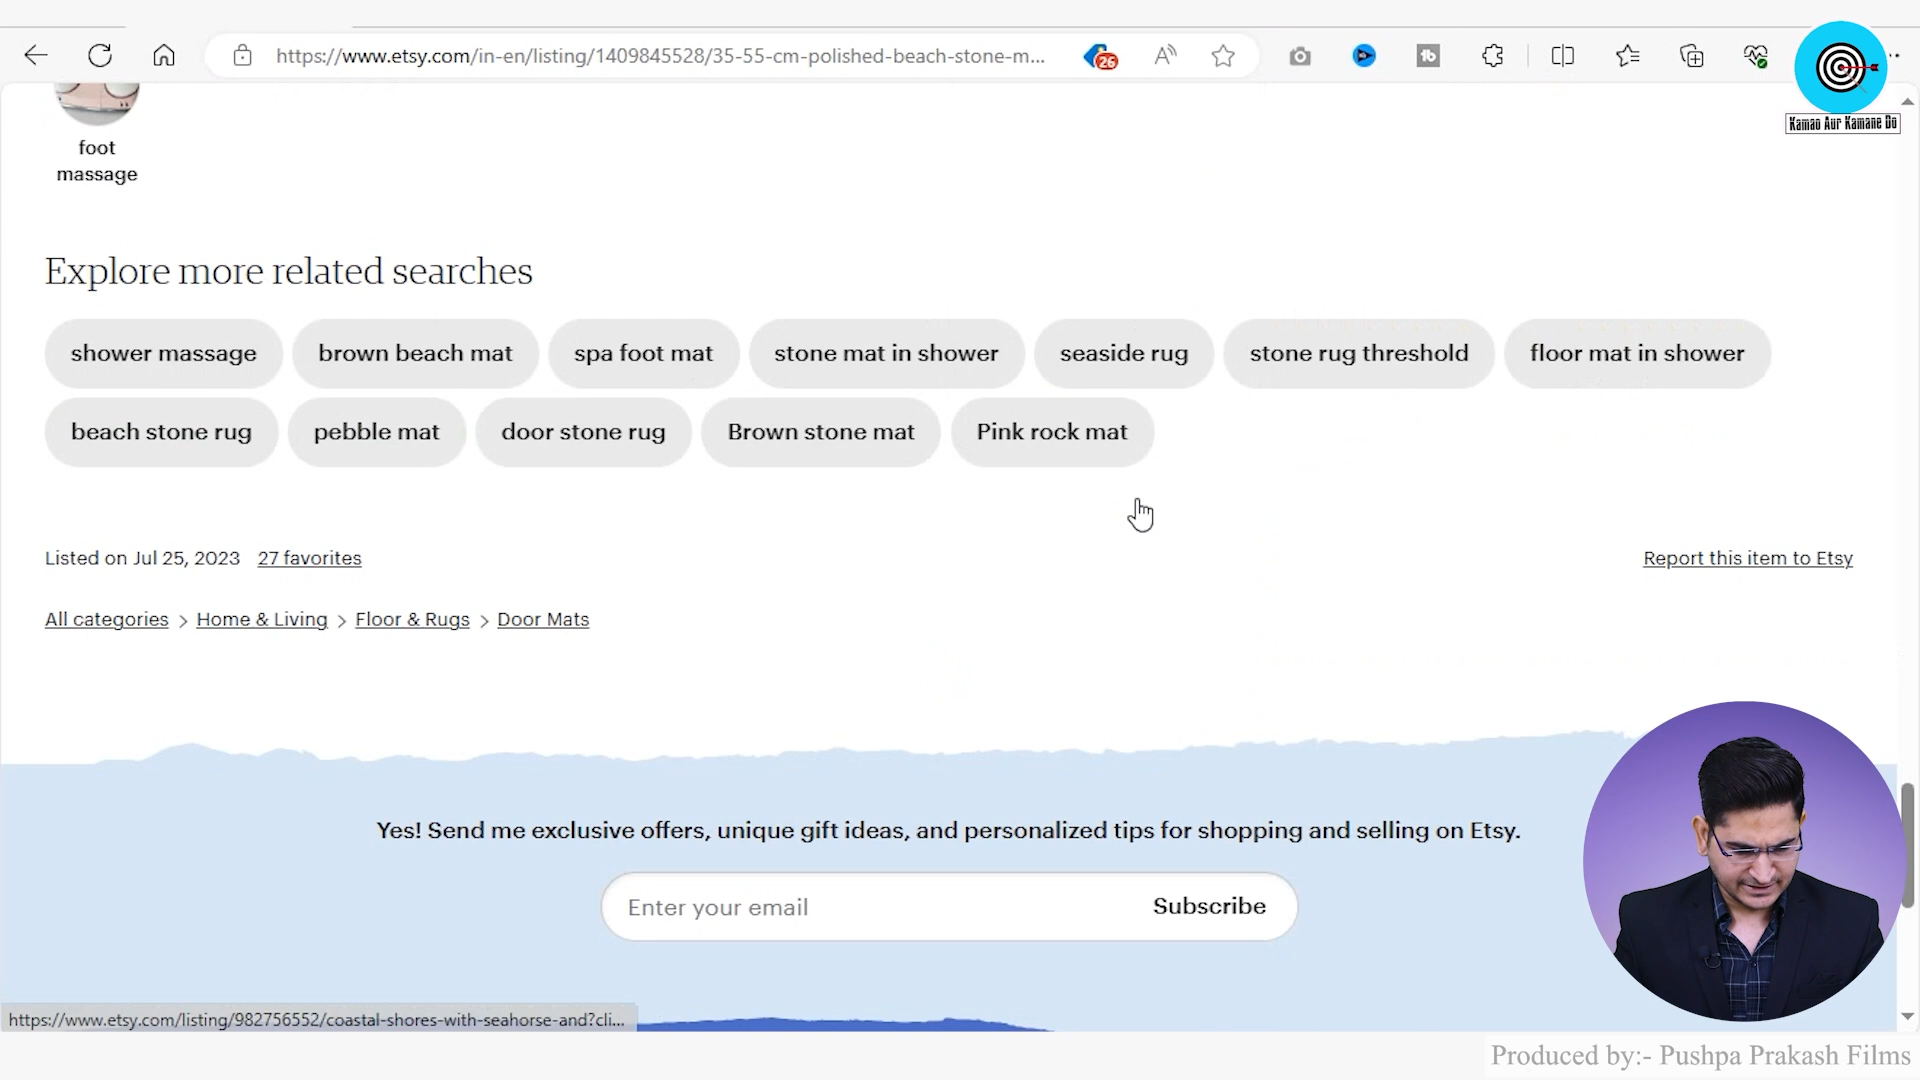 https://www.etsy.com/in-en/listing/1409845528/35-55-cm-polished-beach-stone-m...
26
Kamao Aur Kamane Do
foot
massage
Explore more related searches
shower massage
brown beach mat
spa foot mat
stone mat in shower
seaside rug
stone rug threshold
floor mat in shower
beach stone rug
pebble mat
door stone rug
Brown stone mat
Pink rock mat
Listed on Jul 25, 2023 27 favorites
Report this item to Etsy
All categories > Home & Living > Floor & Rugs > Door Mats
Yes! Send me exclusive offers, unique gift ideas, and personalized tips for shopping and selling on Etsy.
Enter your email
Subscribe
https://www.etsy.com/listing/982756552/coastal-shores-with-seahorse-and?cli...
Produced by:- Pushpa Prakash Films